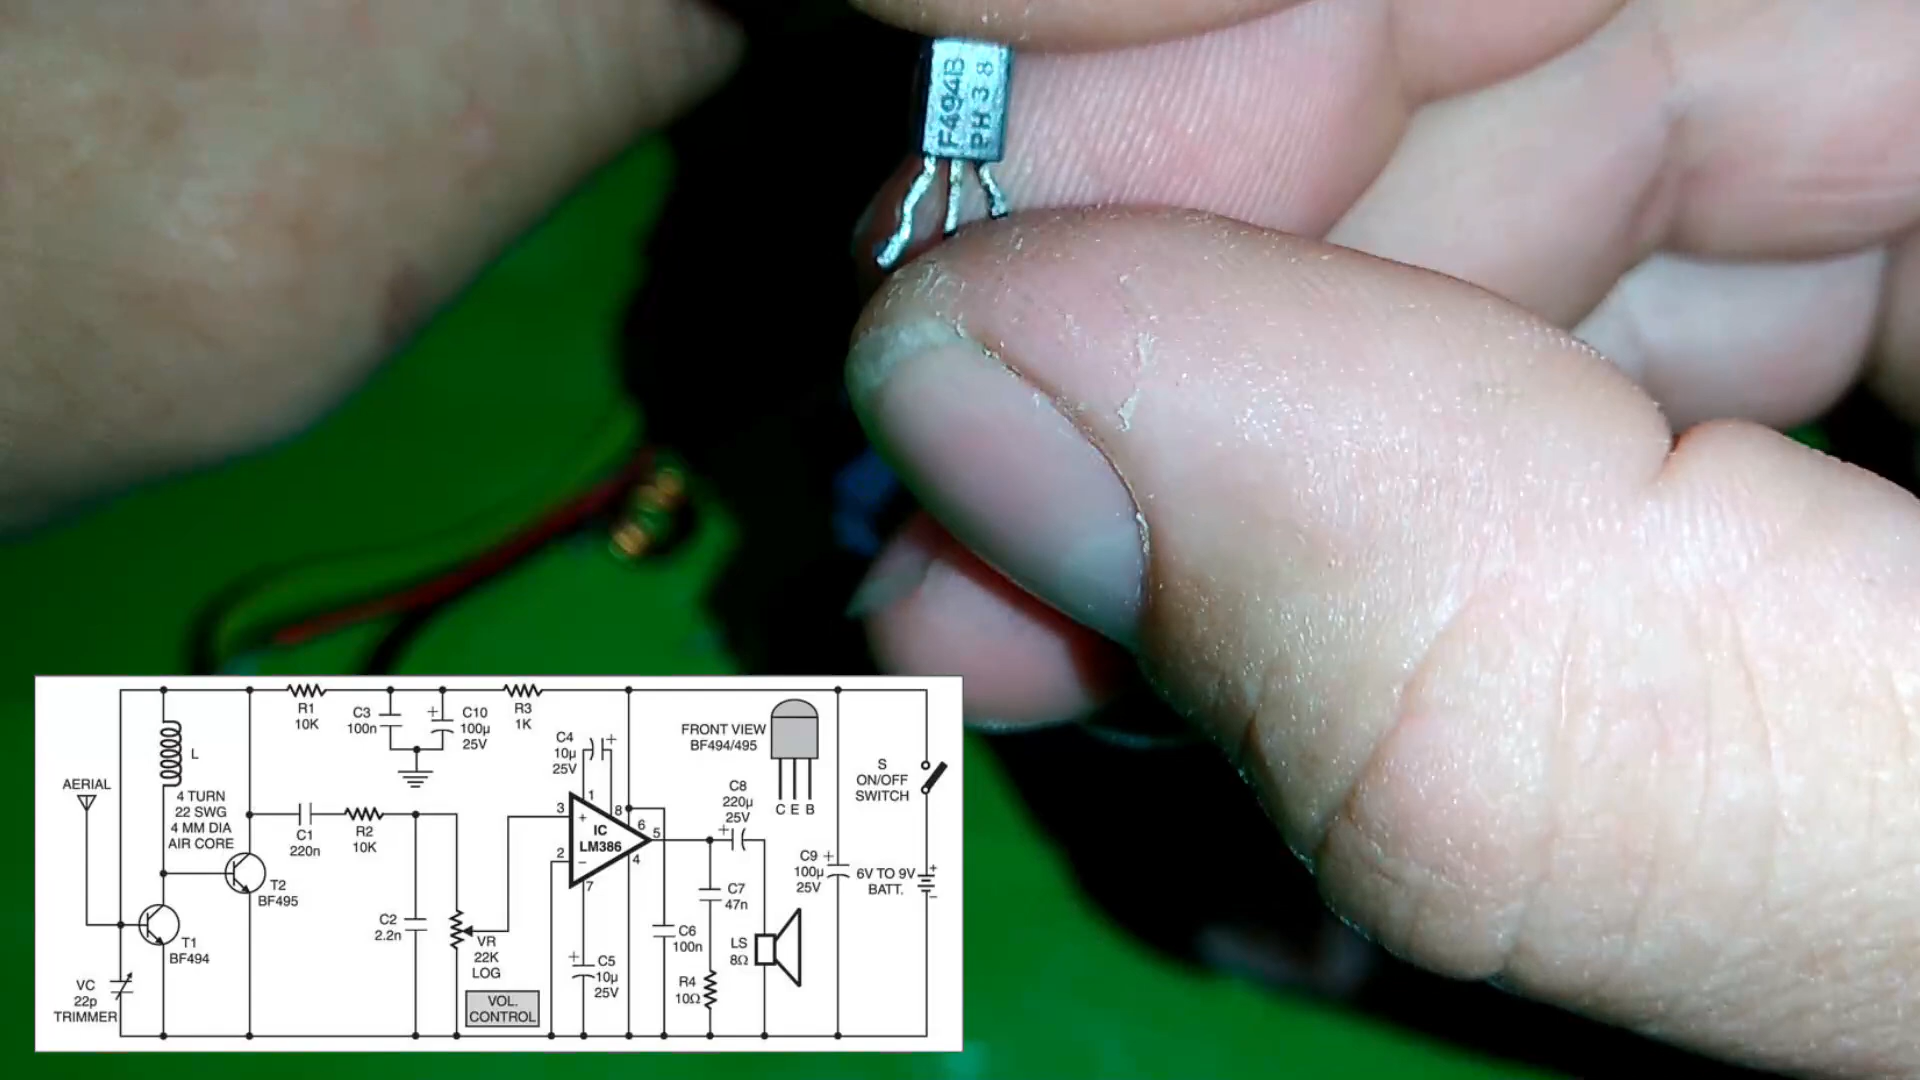 F494B
PH 3 8
R1
10K
C3
100n
+
C10
100µ
25V
R3
1K
C4
10µ
25V
+
FRONT VIEW
BF494/495
C E B
S
ON/OFF
SWITCH
AERIAL
L
4 TURN
22 SWG
4 MM DIA
AIR CORE
C1
220n
R2
10K
3
+
1
8
IC
LM386
6
5
2
–
4
7
C8
220µ
25V
+
C9
100µ
25V
+
6V TO 9V
BATT.
+
–
T2
BF495
T1
BF494
C2
2.2n
VR
22K
LOG
VOL.
CONTROL
+
C5
10µ
25V
C6
100n
C7
47n
R4
10Ω
LS
8Ω
VC
22p
TRIMMER